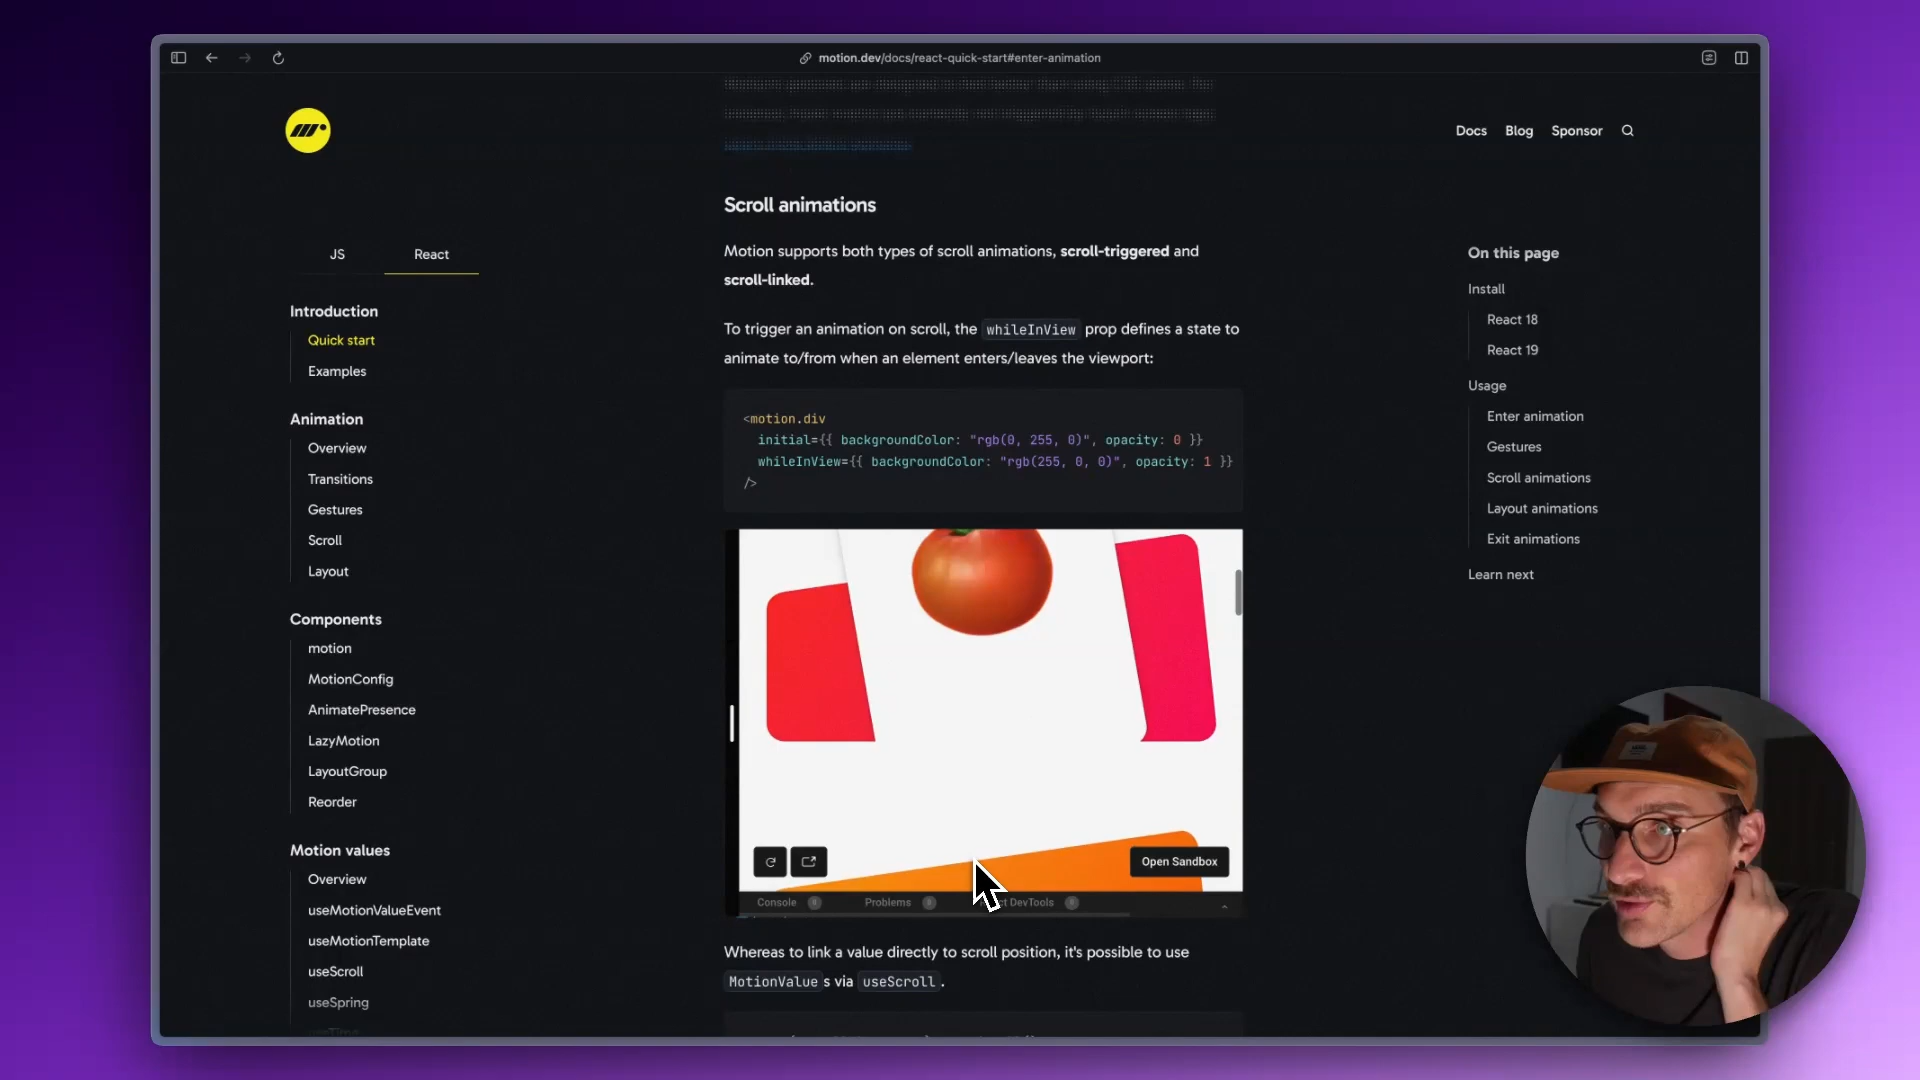 motion.dev/docs/react-quick-start#enter-animation
Docs
Blog
Sponsor
JS
React
Introduction
Quick start
Examples
Animation
Overview
Transitions
Gestures
Scroll
Layout
Components
motion
MotionConfig
AnimatePresence
LazyMotion
LayoutGroup
Reorder
Motion values
Overview
useMotionValueEvent
useMotionTemplate
useScroll
useSpring
Scroll animations
Motion supports both types of scroll animations, scroll-triggered and
scroll-linked.
To trigger an animation on scroll, the whileInView prop defines a state to
animate to/from when an element enters/leaves the viewport:
<motion.div
initial={{ backgroundColor: "rgb(0, 255, 0)", opacity: 0 }}
whileInView={{ backgroundColor: "rgb(255, 0, 0)", opacity: 1 }}
/>
Open Sandbox
Console 0
Problems 0
DevTools 0
Whereas to link a value directly to scroll position, it's possible to use
MotionValue s via useScroll .
On this page
Install
React 18
React 19
Usage
Enter animation
Gestures
Scroll animations
Layout animations
Exit animations
Learn next